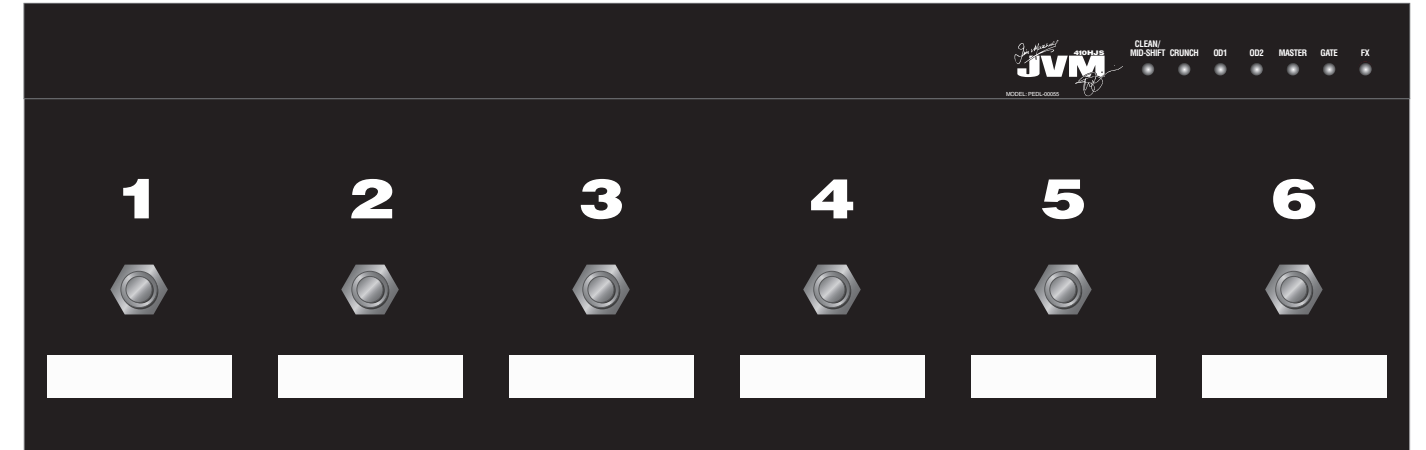 410HJS
JVM
MODEL: PEDL-00055
CLEAN/
MID-SHIFT CRUNCH OD1 OD2 MASTER GATE FX
1 2 3 4 5 6